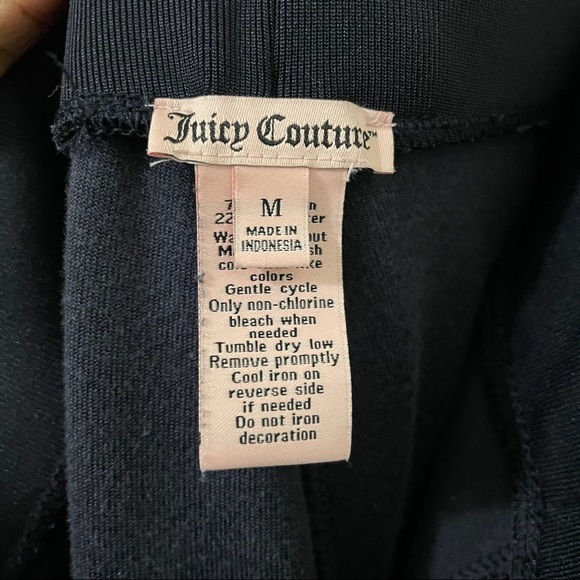 Juicy Couture™
M
MADE IN
INDONESIA
colors
Gentle cycle
Only non-chlorine
bleach when
needed
Tumble dry low
Remove promptly
Cool iron on
reverse side
if needed
Do not iron
decoration